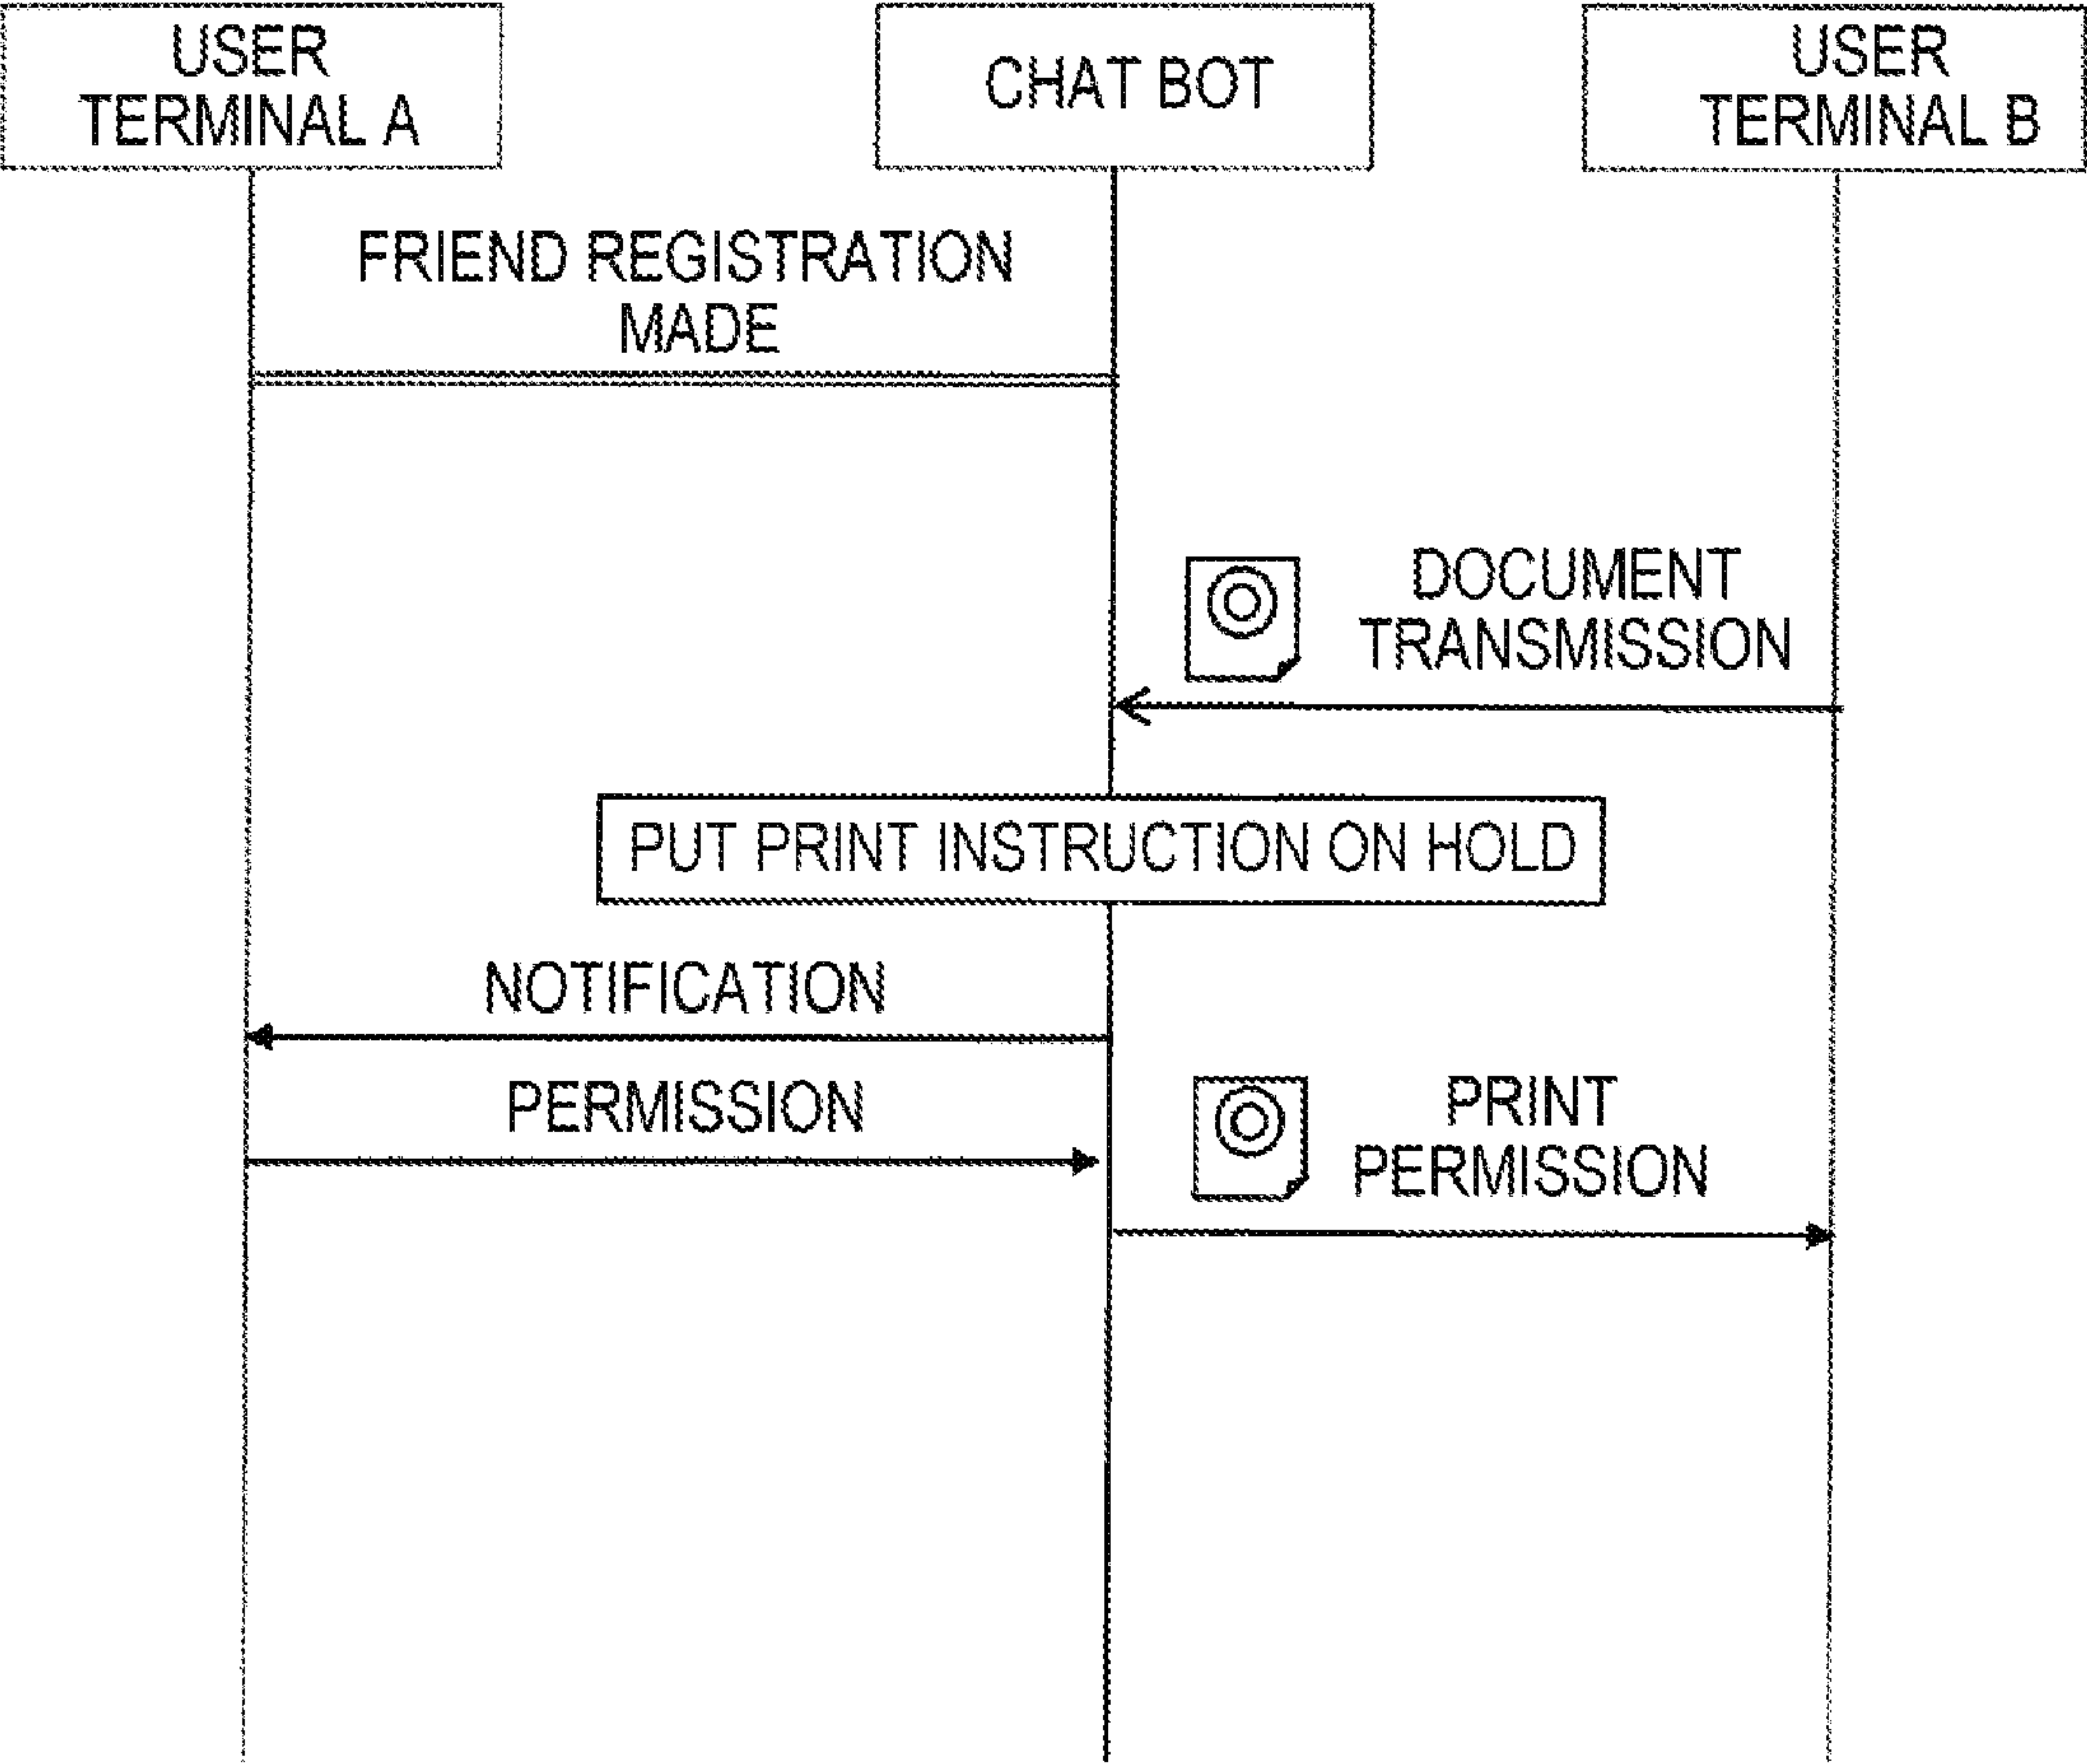 USER
TERMINAL A
CHAT BOT
USER
TERMINAL B
FRIEND REGISTRATION
MADE
DOCUMENT
TRANSMISSION
PUT PRINT INSTRUCTION ON HOLD
NOTIFICATION
PERMISSION
PRINT
PERMISSION